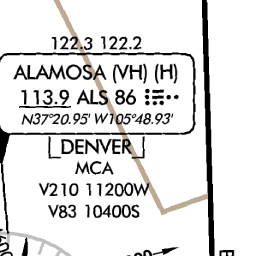 122.3 122.2
ALAMOSA (VH) (H)
113.9 ALS 86
N37°20.95' W105°48.93'
DENVER
MCA
V210 11200W
V83 10400S